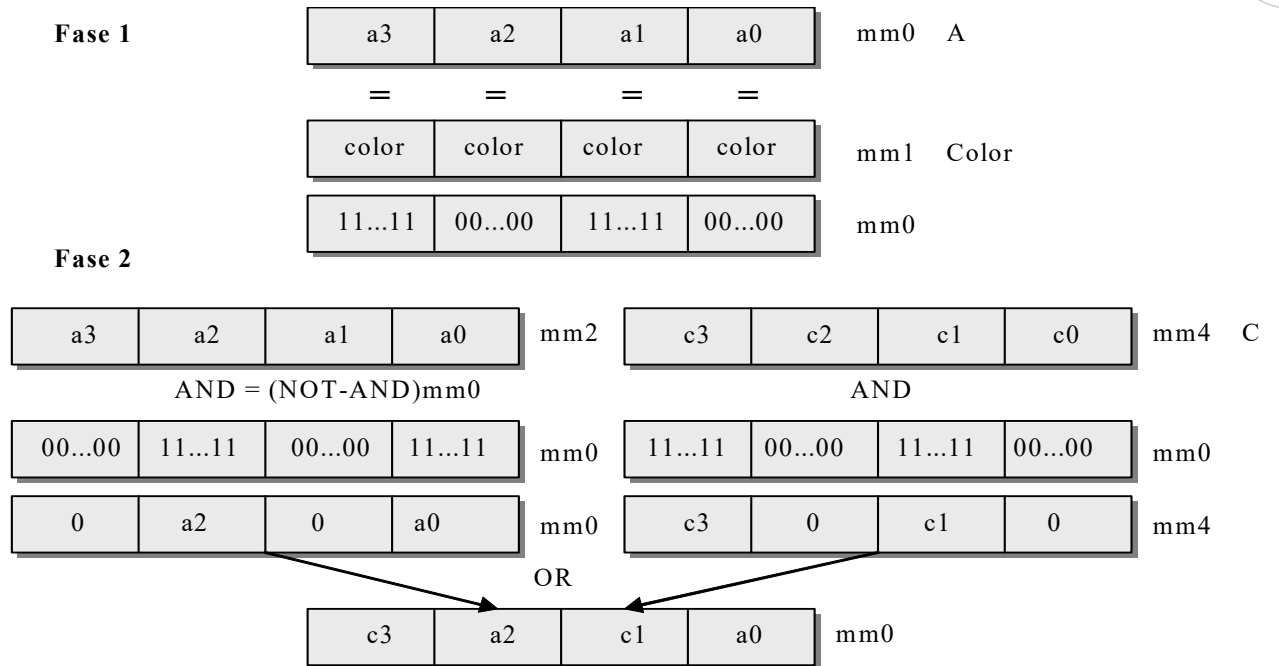 Fase 1 a3 a2 a1 a0 mm0 A
= = = =
color color color color mm1 Color
11...11 00...00 11...11 00...00 mm0
Fase 2
a3 a2 a1 a0 mm2 c3 c2 c1 c0 mm4 C
AND = (NOT-AND)mm0 AND
00...00 11...11 00...00 11...11 mm0 11...11 00...00 11...11 00...00 mm0
0 a2 0 a0 mm0 c3 0 c1 0 mm4
OR
c3 a2 c1 a0 mm0